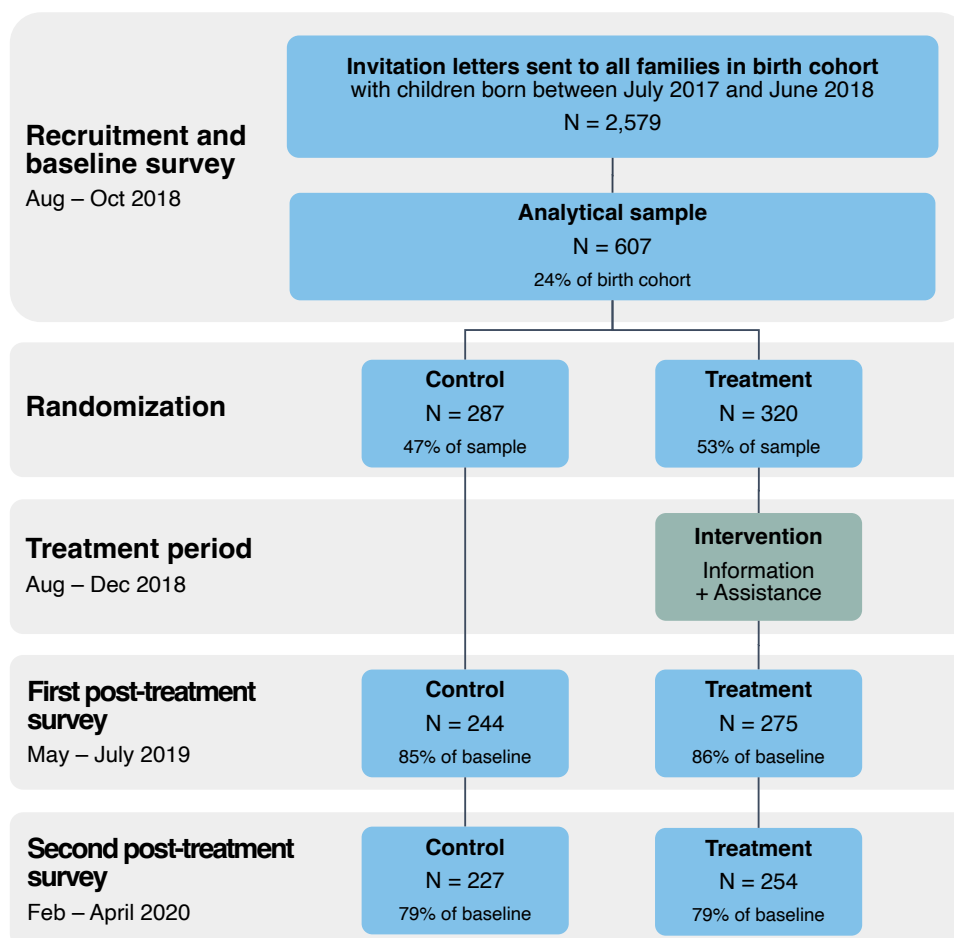 Invitation letters sent to all families in birth cohort
with children born between July 2017 and June 2018
N = 2,579
Recruitment and
baseline survey
Aug – Oct 2018
Analytical sample
N = 607
24% of birth cohort
Randomization
Control
N = 287
47% of sample
Treatment
N = 320
53% of sample
Treatment period
Aug – Dec 2018
Intervention
Information
+ Assistance
First post-treatment
survey
May – July 2019
Control
N = 244
85% of baseline
Treatment
N = 275
86% of baseline
Second post-treatment
survey
Feb – April 2020
Control
N = 227
79% of baseline
Treatment
N = 254
79% of baseline